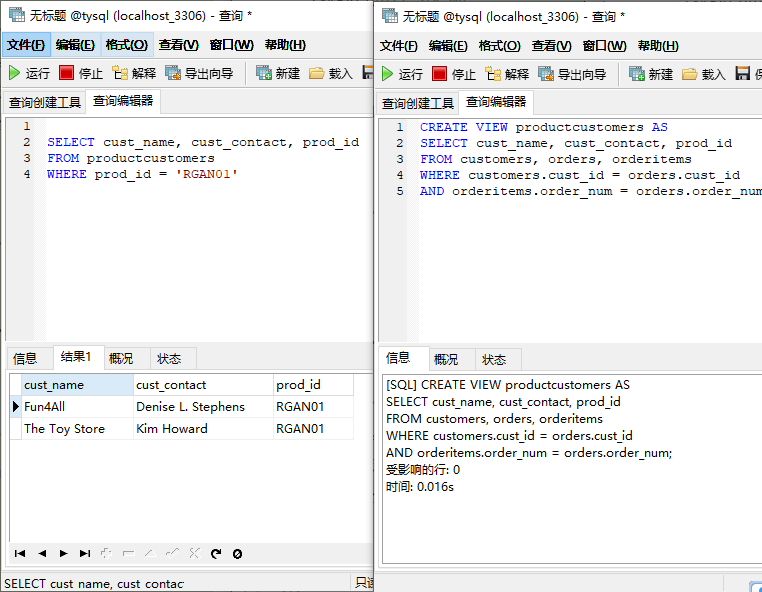 无标题 @tysql (localhost_3306) - 查询 *
文件(F) 编辑(E) 格式(O) 查看(V) 窗口(W) 帮助(H)
运行 停止 解释 导出向导 新建 载入
查询创建工具 查询编辑器
1
2 SELECT cust_name, cust_contact, prod_id
3 FROM productcustomers
4 WHERE prod_id = 'RGAN01'
信息 结果1 概况 状态
cust_name cust_contact prod_id
Fun4All Denise L. Stephens RGAN01
The Toy Store Kim Howard RGAN01
SELECT cust_name, cust_contac 只读
无标题 @tysql (localhost_3306) - 查询 *
文件(F) 编辑(E) 格式(O) 查看(V) 窗口(W) 帮助(H)
运行 停止 解释 导出向导 新建 载入
查询创建工具 查询编辑器
1 CREATE VIEW productcustomers AS
2 SELECT cust_name, cust_contact, prod_id
3 FROM customers, orders, orderitems
4 WHERE customers.cust_id = orders.cust_id
5 AND orderitems.order_num = orders.order_num
信息 概况 状态
[SQL] CREATE VIEW productcustomers AS
SELECT cust_name, cust_contact, prod_id
FROM customers, orders, orderitems
WHERE customers.cust_id = orders.cust_id
AND orderitems.order_num = orders.order_num;
受影响的行: 0
时间: 0.016s